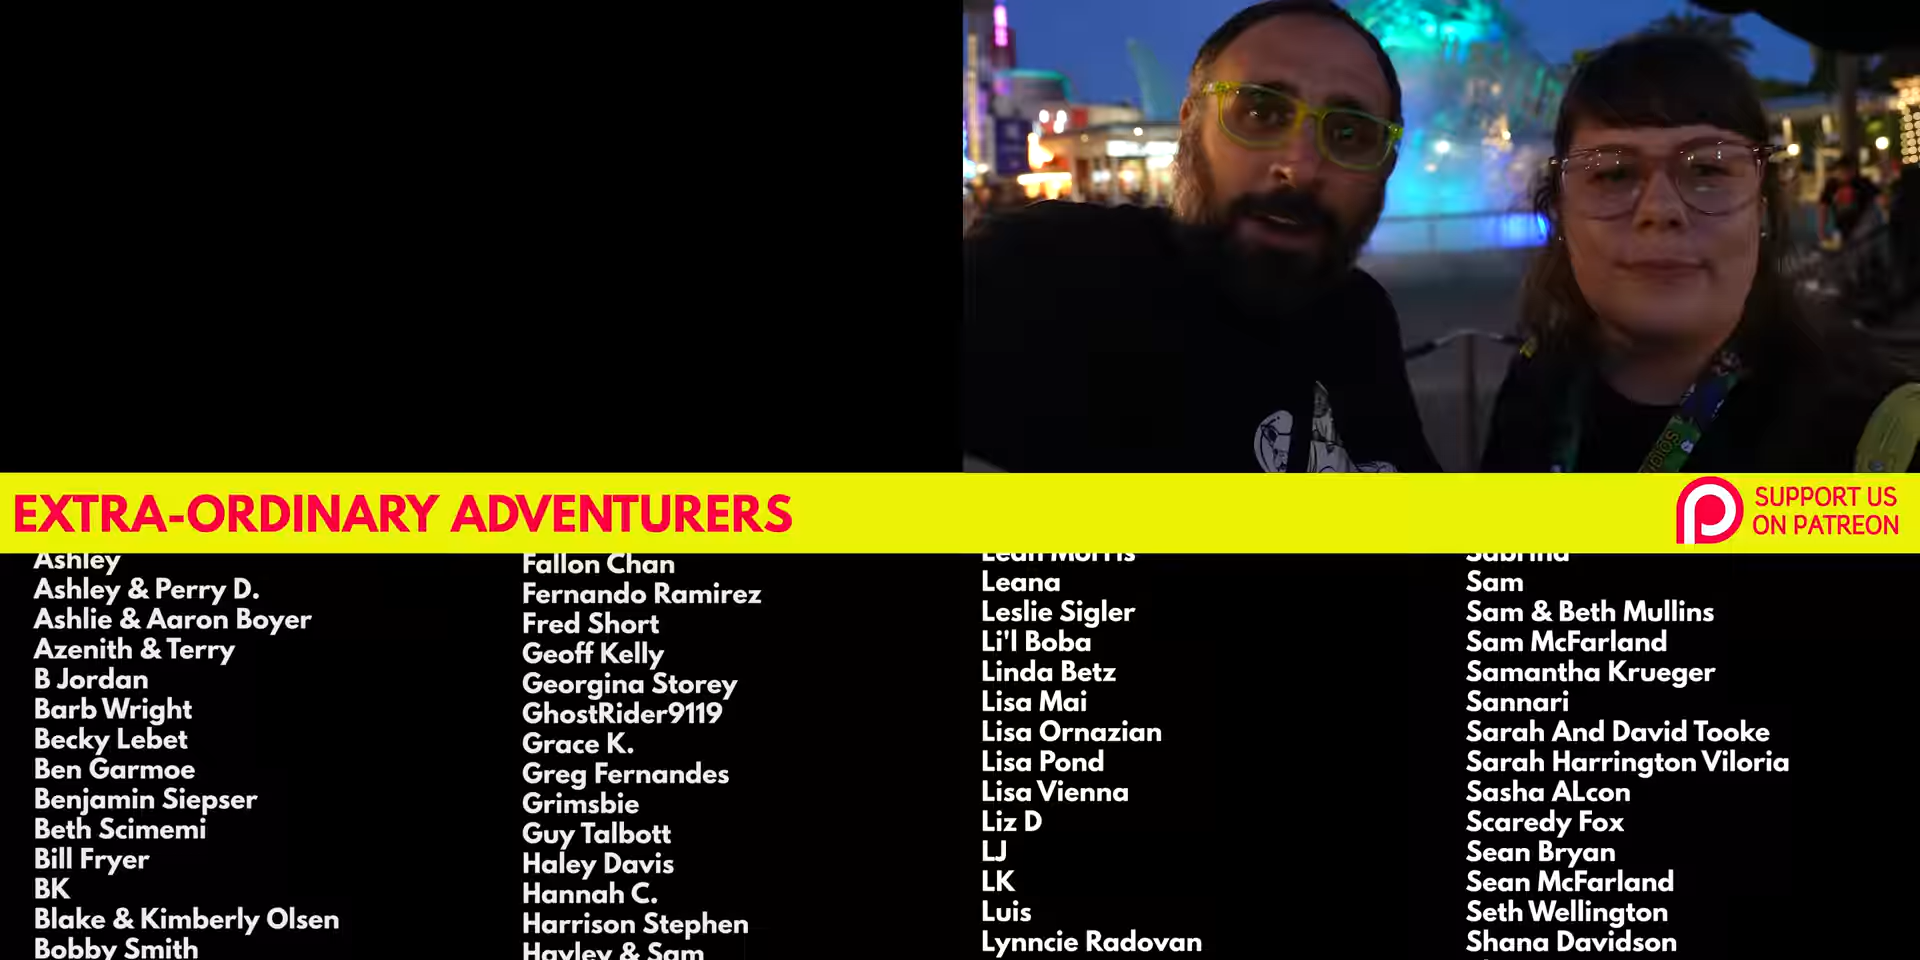 EXTRA-ORDINARY ADVENTURERS
SUPPORT US
ON PATREON
Ashley
Ashley & Perry D.
Ashlie & Aaron Boyer
Azenith & Terry
B Jordan
Barb Wright
Becky Lebet
Ben Garmoe
Benjamin Siepser
Beth Scimemi
Bill Fryer
BK
Blake & Kimberly Olsen
Bobby Smith
Fallon Chan
Fernando Ramirez
Fred Short
Geoff Kelly
Georgina Storey
GhostRider9119
Grace K.
Greg Fernandes
Grimsbie
Guy Talbott
Haley Davis
Hannah C.
Harrison Stephen
Hayley & Sam
Leah Morris
Leana
Leslie Sigler
Li'l Boba
Linda Betz
Lisa Mai
Lisa Ornazian
Lisa Pond
Lisa Vienna
Liz D
LJ
LK
Luis
Lynncie Radovan
Sabrina
Sam
Sam & Beth Mullins
Sam McFarland
Samantha Krueger
Sannari
Sarah And David Tooke
Sarah Harrington Viloria
Sasha ALcon
Scaredy Fox
Sean Bryan
Sean McFarland
Seth Wellington
Shana Davidson